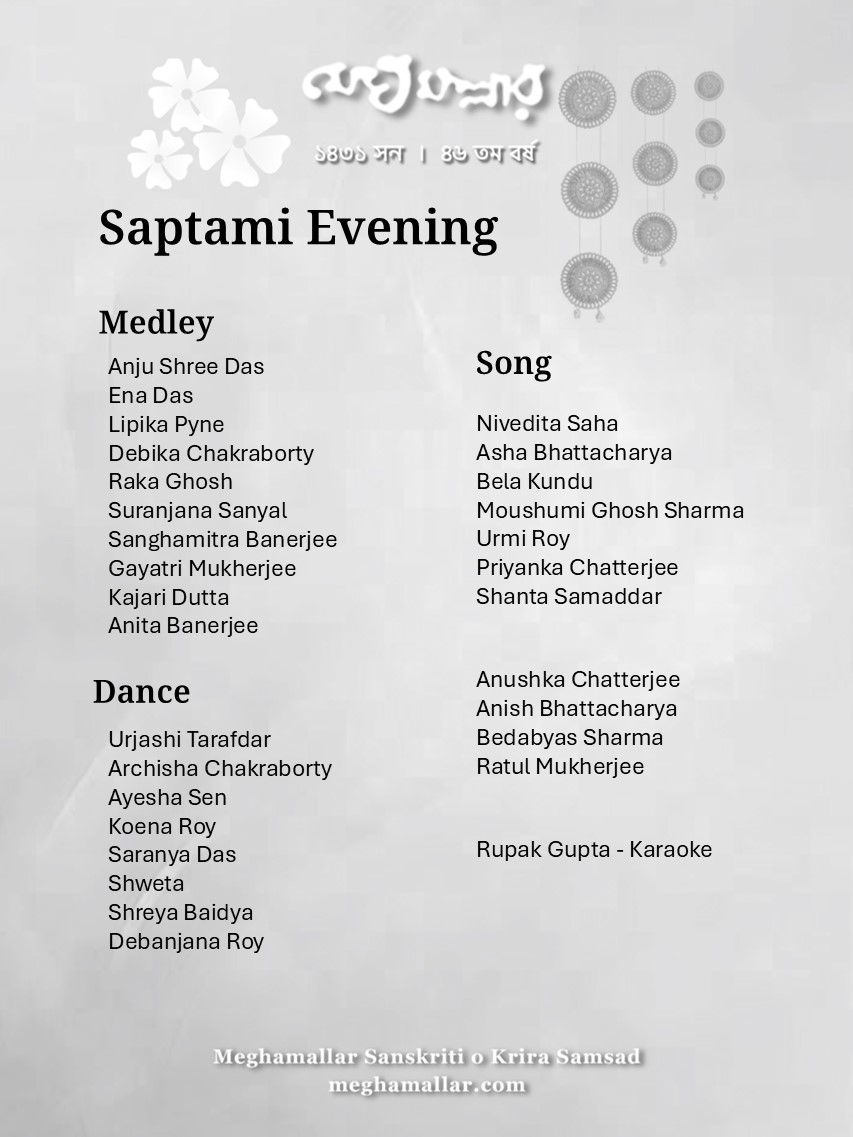 মেঘমল্লার
১৪৩১ সন । ৪৬ তম বর্ষ
Saptami Evening
Medley
Anju Shree Das
Ena Das
Lipika Pyne
Debika Chakraborty
Raka Ghosh
Suranjana Sanyal
Sanghamitra Banerjee
Gayatri Mukherjee
Kajari Dutta
Anita Banerjee
Dance
Urjashi Tarafdar
Archisha Chakraborty
Ayesha Sen
Koena Roy
Saranya Das
Shweta
Shreya Baidya
Debanjana Roy
Song
Nivedita Saha
Asha Bhattacharya
Bela Kundu
Moushumi Ghosh Sharma
Urmi Roy
Priyanka Chatterjee
Shanta Samaddar
Anushka Chatterjee
Anish Bhattacharya
Bedabyas Sharma
Ratul Mukherjee
Rupak Gupta - Karaoke
Meghamallar Sanskriti o Krira Samsad
meghamallar.com